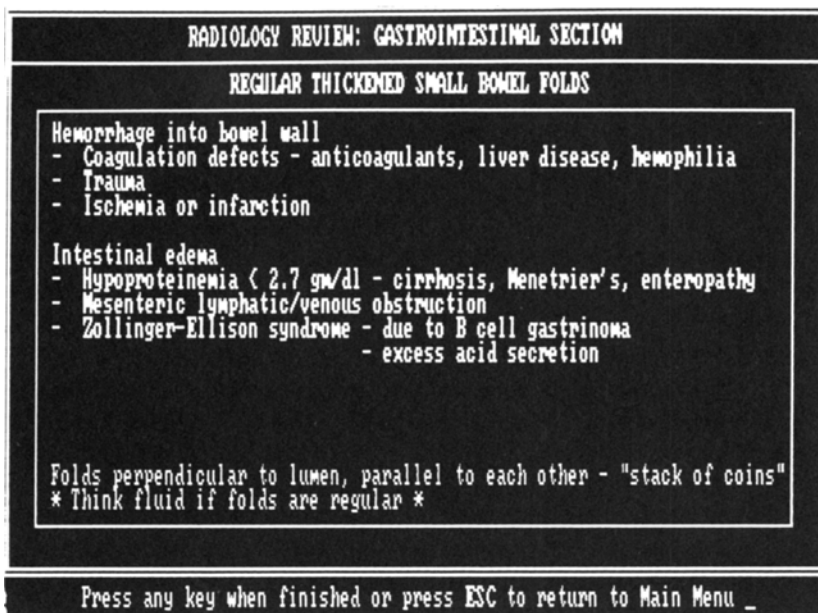 RADIOLOGY REVIEW: GASTROINTESTINAL SECTION
REGULAR THICKENED SMALL BOWEL FOLDS
Hemorrhage into bowel wall
- Coagulation defects - anticoagulants, liver disease, hemophilia
- Trauma
- Ischemia or infarction
Intestinal edema
- Hypoproteinemia < 2.7 gm/dl - cirrhosis, Menetrier's, enteropathy
- Mesenteric lymphatic/venous obstruction
- Zollinger-Ellison syndrome - due to B cell gastrinoma
- excess acid secretion
Folds perpendicular to lumen, parallel to each other - "stack of coins"
* Think fluid if folds are regular *
Press any key when finished or press ESC to return to Main Menu _